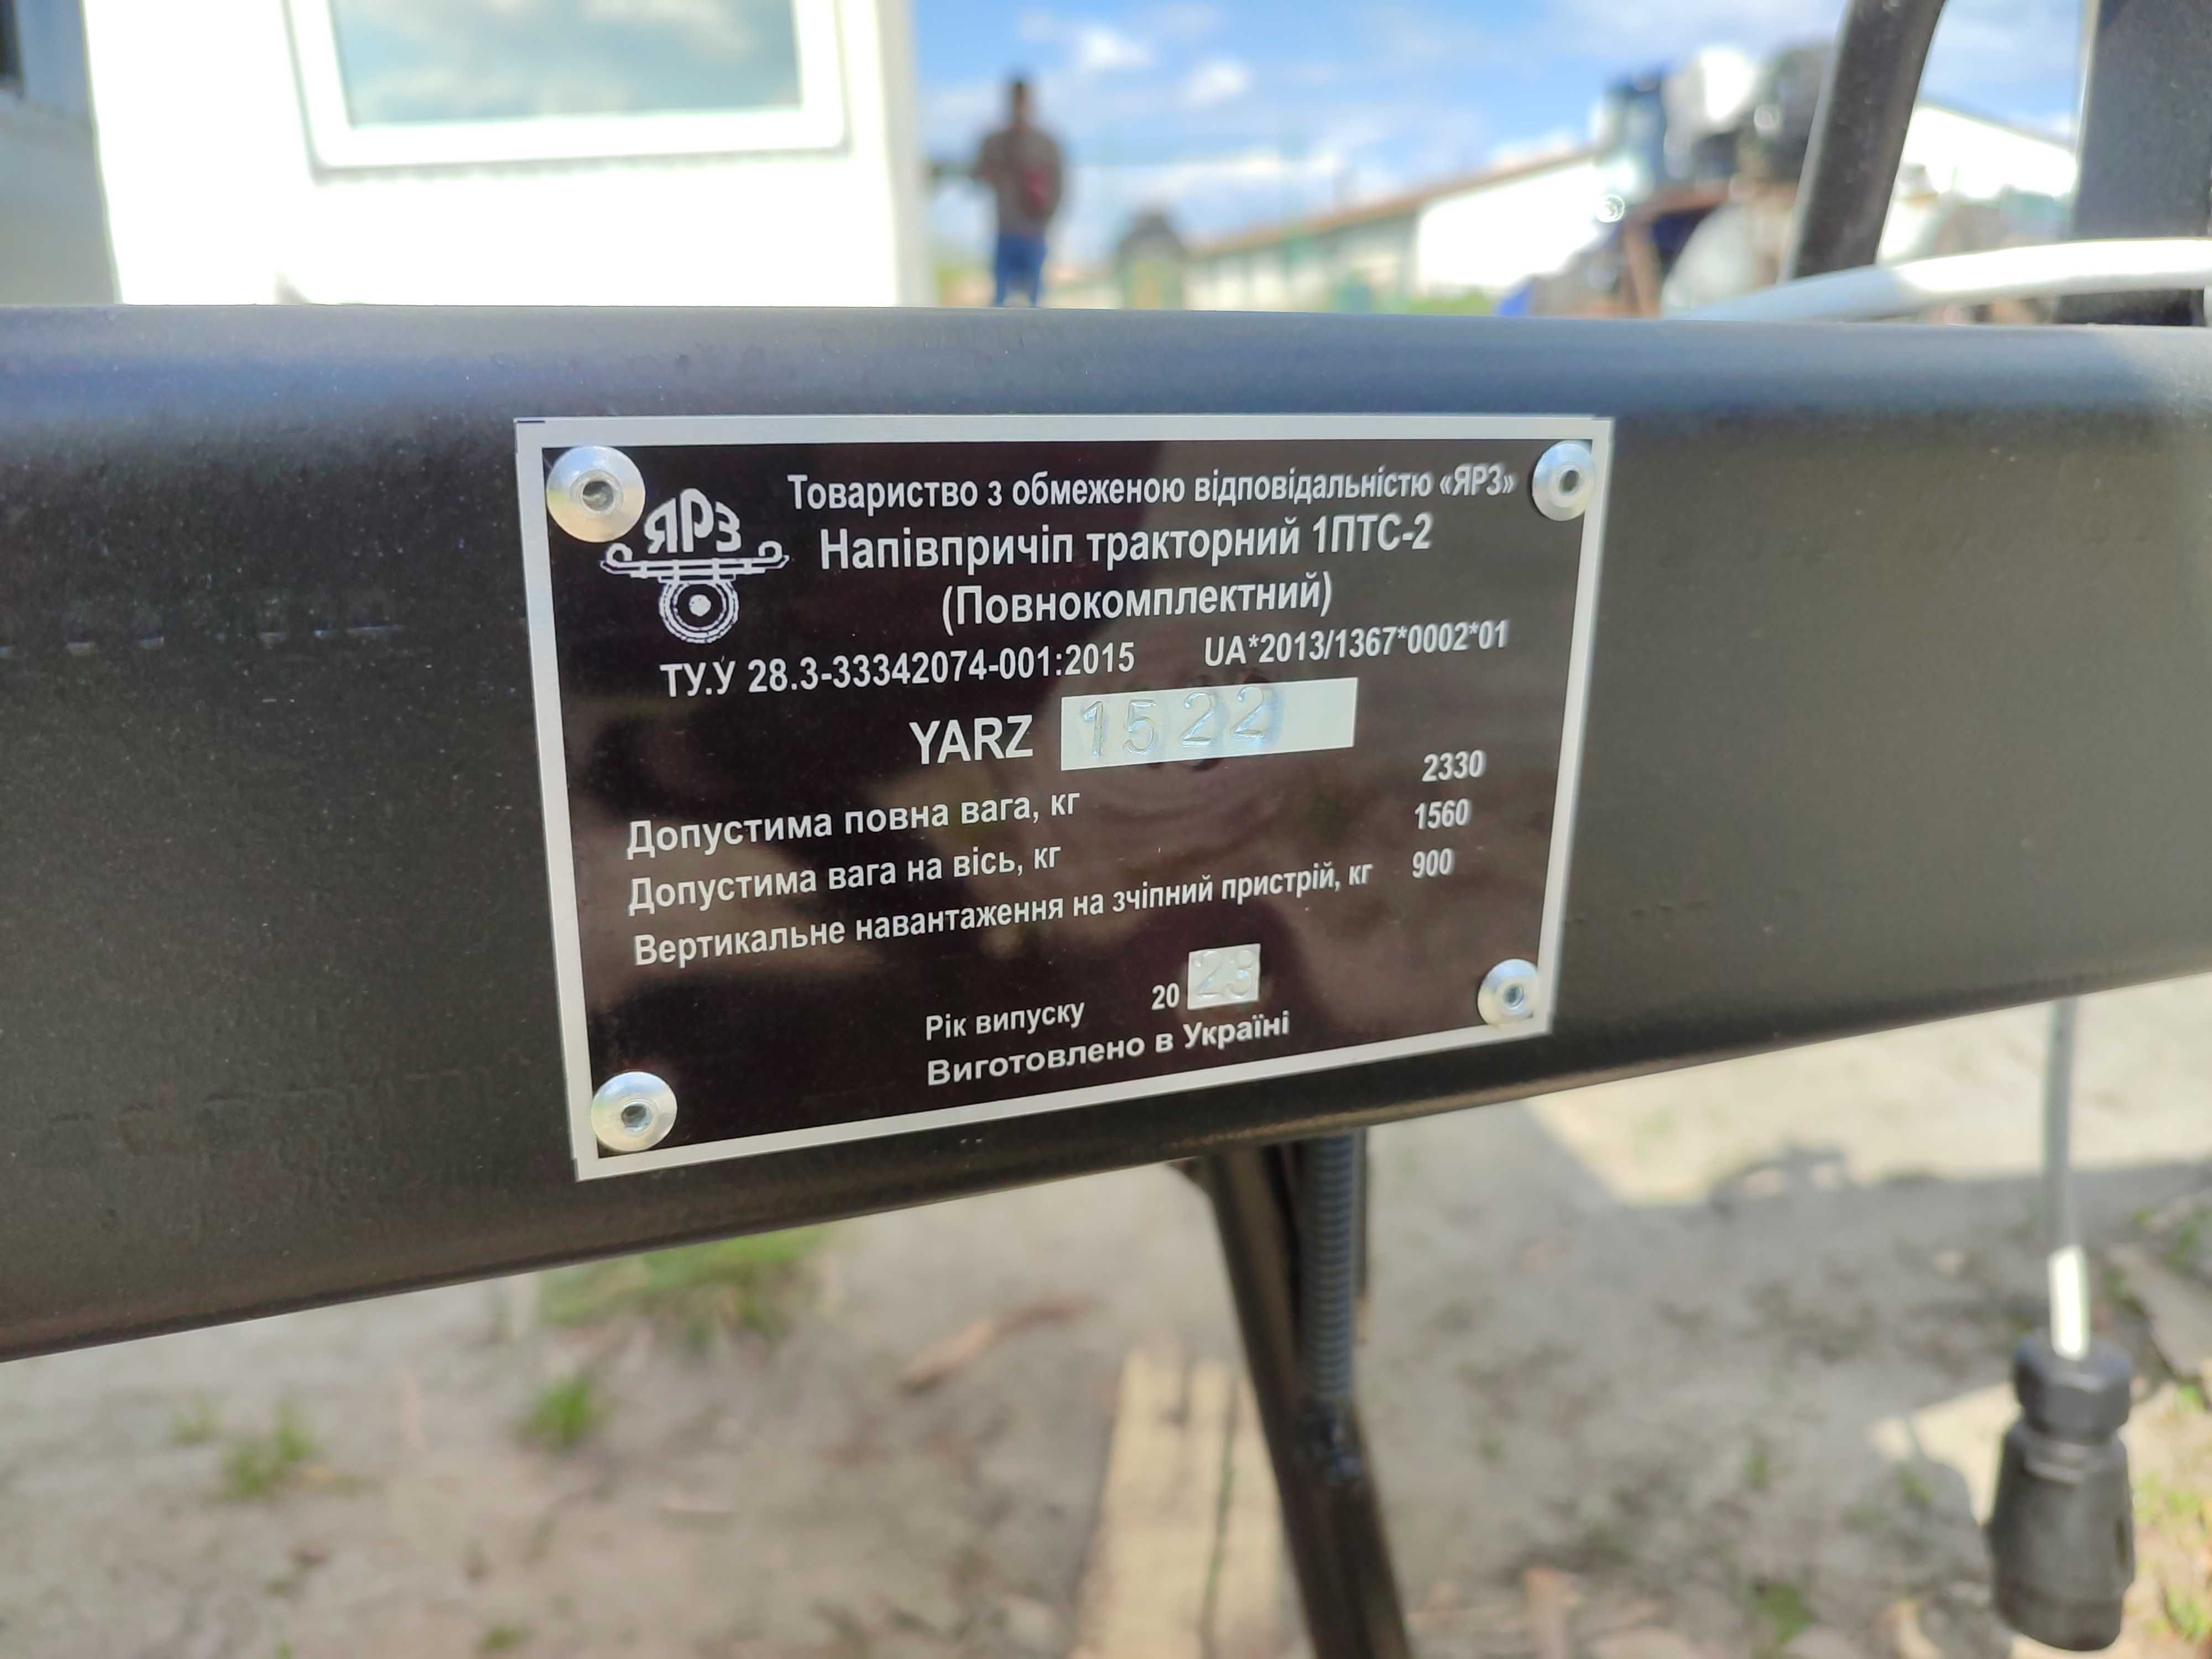 ЯРЗ
Товариство з обмеженою відповідальністю «ЯРЗ»
Напівпричіп тракторний 1ПТС-2
(Повнокомплектний)
ТУ.У 28.3-33342074-001:2015 UA*2013/1367*0002*01
YARZ 1522
Допустима повна вага, кг 2330
Допустима вага на вісь, кг 1560
Вертикальне навантаження на зчіпний пристрій, кг 900
Рік випуску 20 23
Виготовлено в Україні